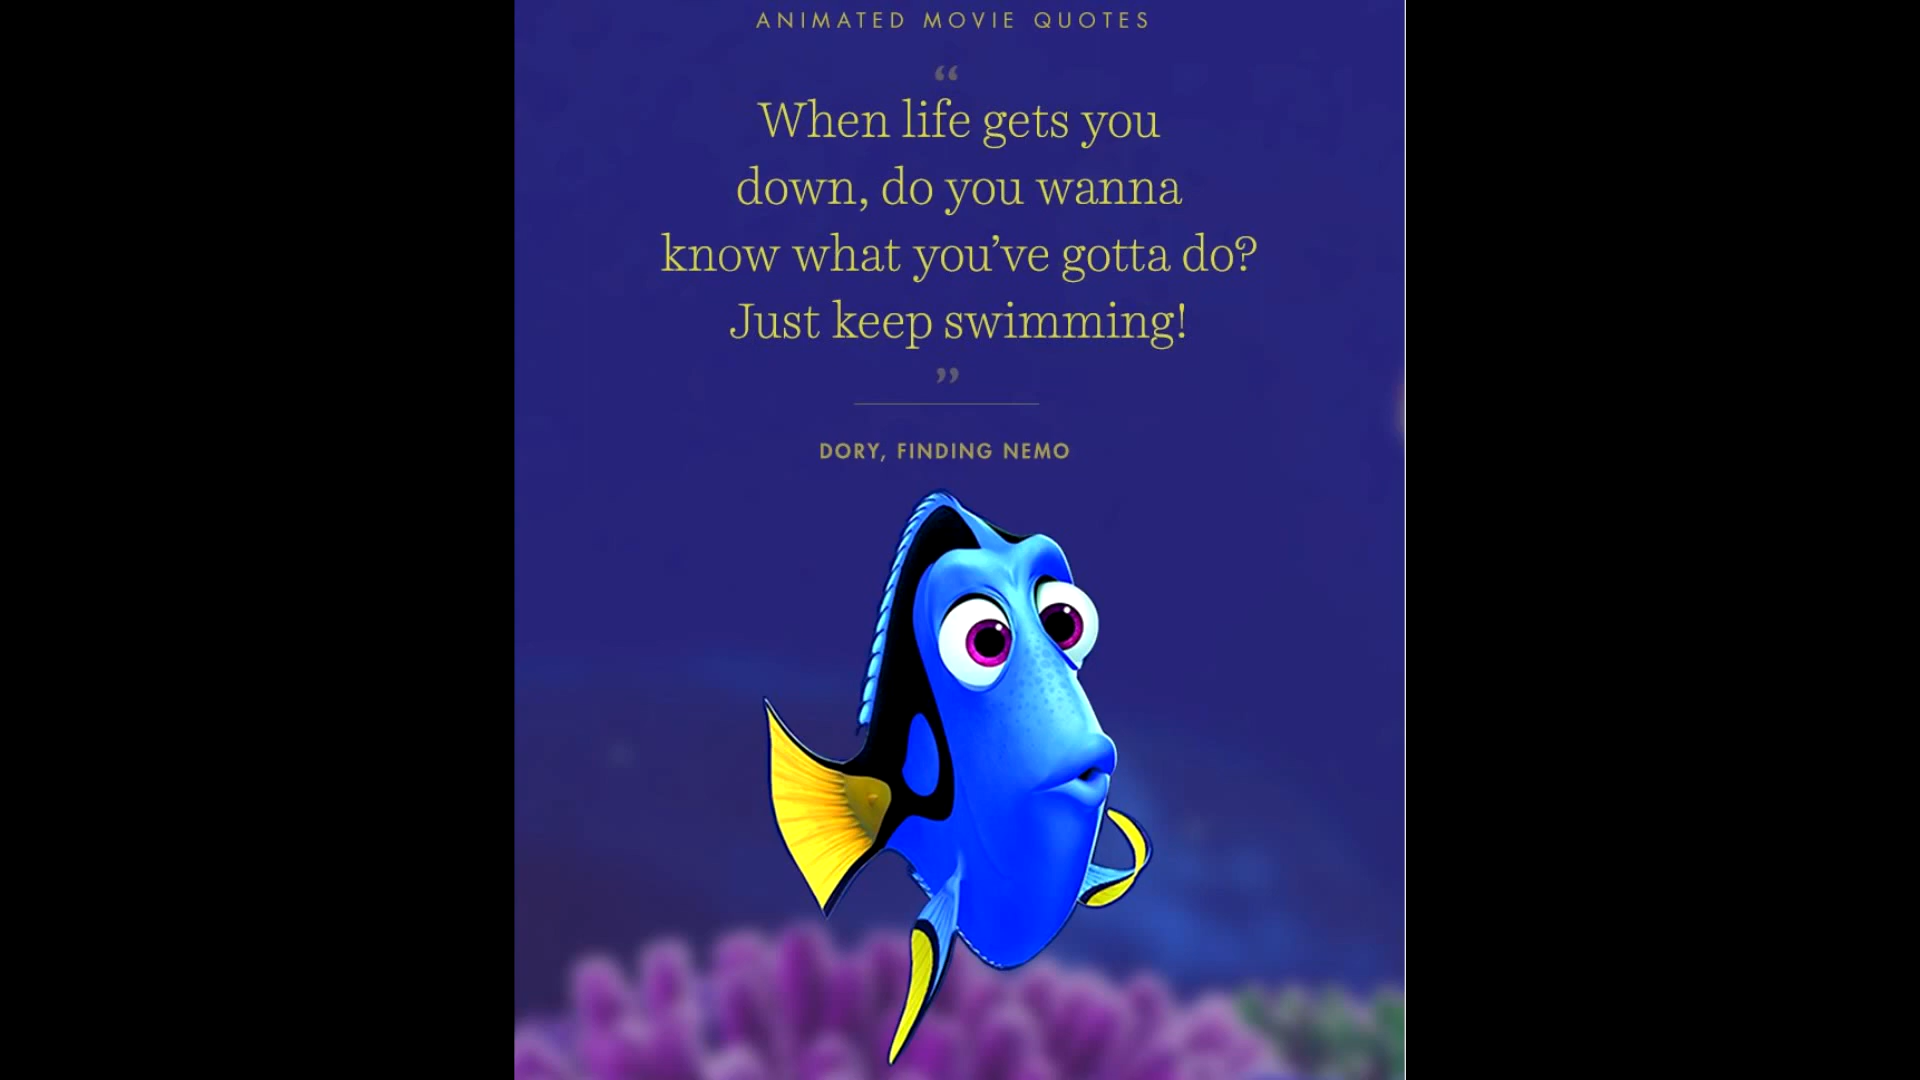 ANIMATED MOVIE QUOTES
“
When life gets you
down, do you wanna
know what you’ve gotta do?
Just keep swimming!
”
DORY, FINDING NEMO